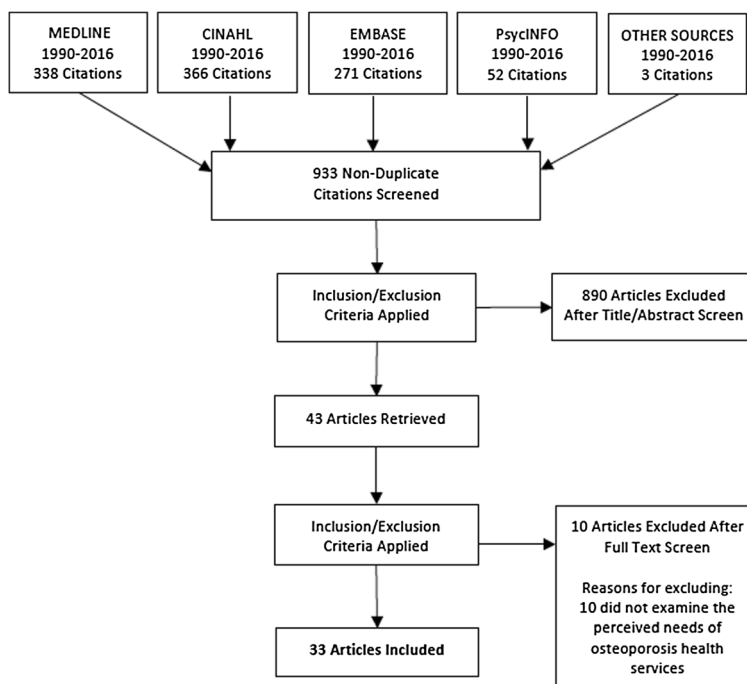 MEDLINE
1990-2016
338 Citations
CINAHL
1990-2016
366 Citations
EMBASE
1990-2016
271 Citations
PsycINFO
1990-2016
52 Citations
OTHER SOURCES
1990-2016
3 Citations
933 Non-Duplicate
Citations Screened
Inclusion/Exclusion
Criteria Applied
890 Articles Excluded
After Title/Abstract Screen
43 Articles Retrieved
Inclusion/Exclusion
Criteria Applied
10 Articles Excluded After
Full Text Screen
Reasons for excluding:
10 did not examine the
perceived needs of
osteoporosis health
services
33 Articles Included